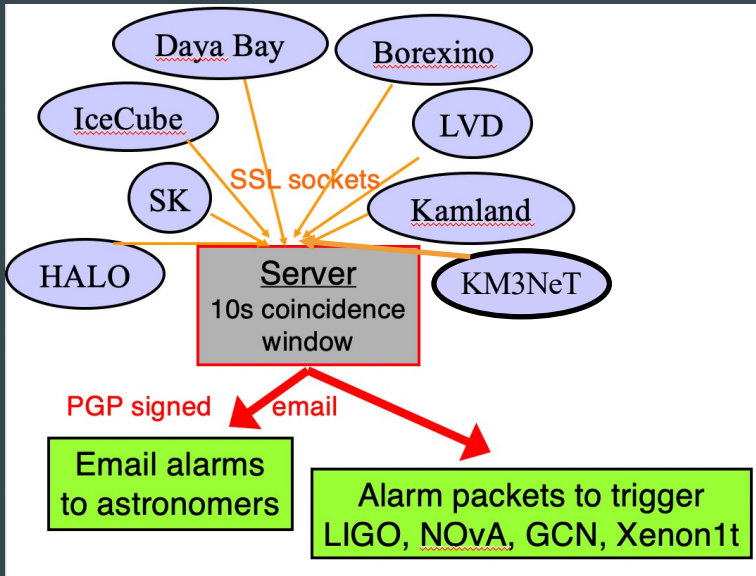 Daya Bay
Borexino
IceCube
LVD
SSL sockets
SK
Kamland
HALO
Server
10s coincidence
window
KM3NeT
PGP signed email
Email alarms
to astronomers
Alarm packets to trigger
LIGO, NOvA, GCN, Xenon1t